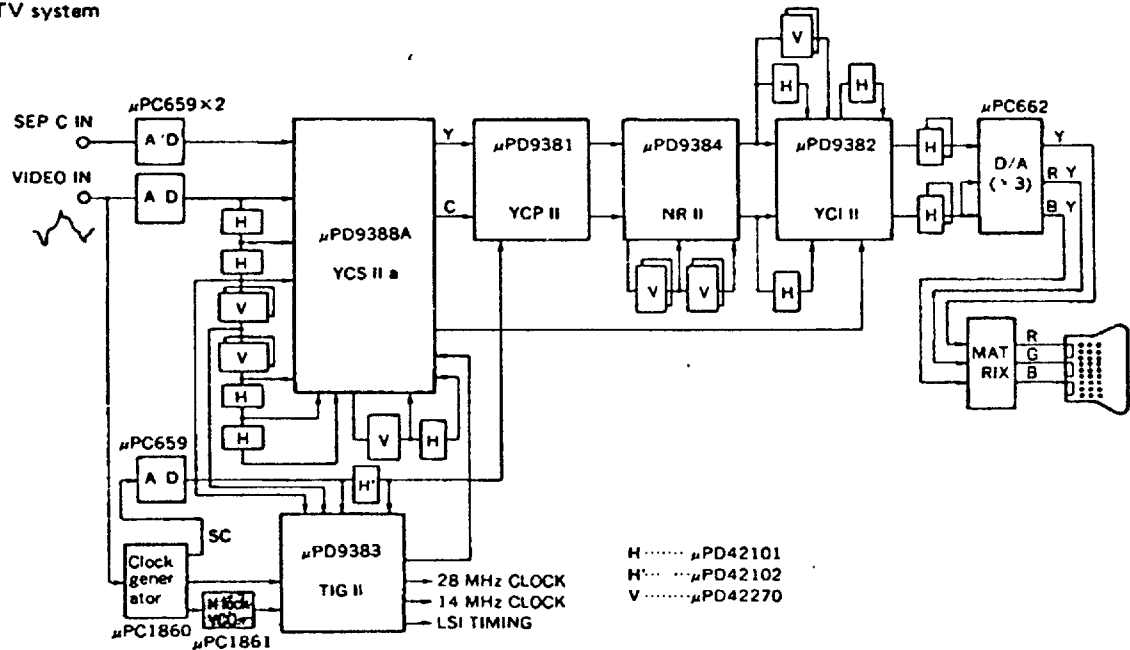 TV system
μPC659×2
SEP C IN
A'D
VIDEO IN
A D
H
H
V
V
H
H
μPD9388A
YCS II a
Y
C
μPD9381
YCP II
μPD9384
NR II
V
V
V
H
H
μPD9382
YCI II
H
H
H
μPC662
D/A
(×3)
Y
R Y
B Y
MAT
RIX
R
G
B
V
H
μPC659
A D
H'
SC
Clock
gener
ator
μPC1860
μPC1861
μPD9383
TIG II
28 MHz CLOCK
14 MHz CLOCK
LSI TIMING
H ······· μPD42101
H'··· ···μPD42102
V ········μPD42270